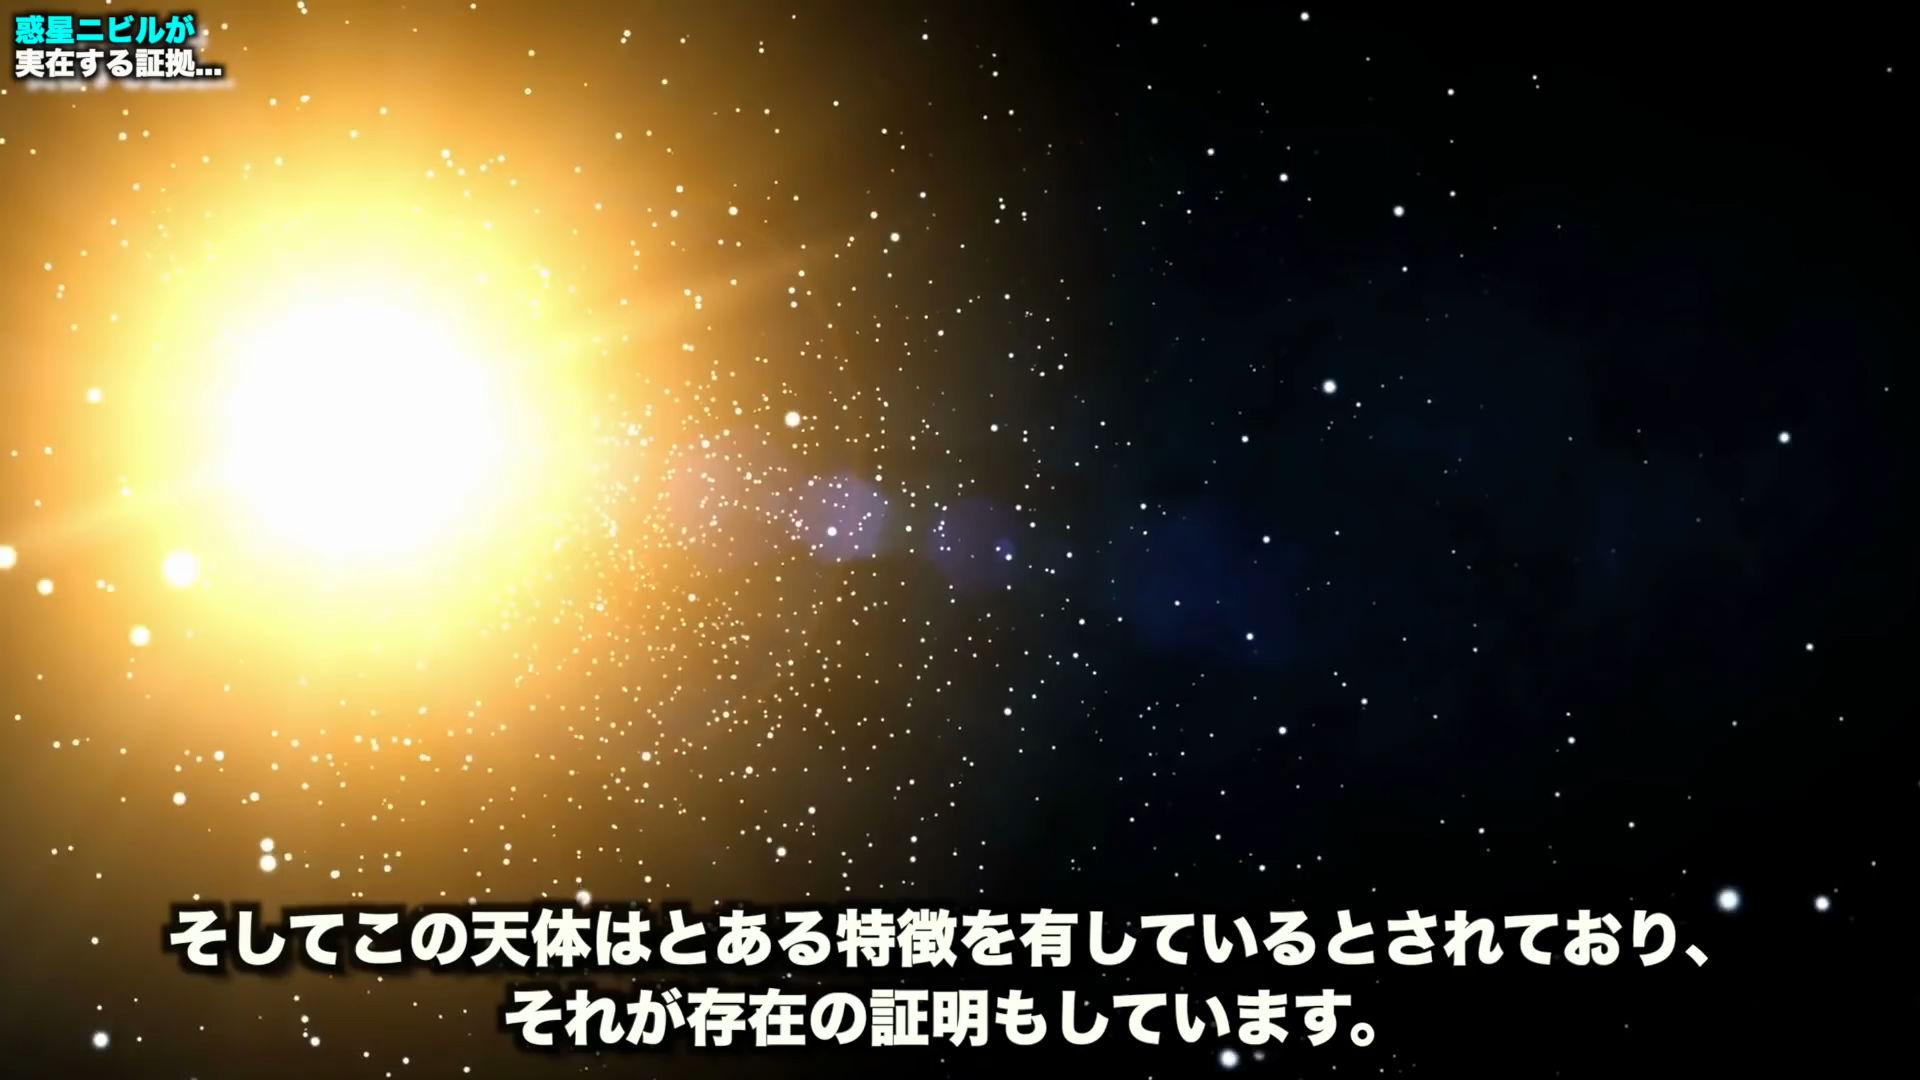 惑星ニビルが
実在する証拠...
そしてこの天体はとある特徴を有しているとされており、
それが存在の証明もしています。